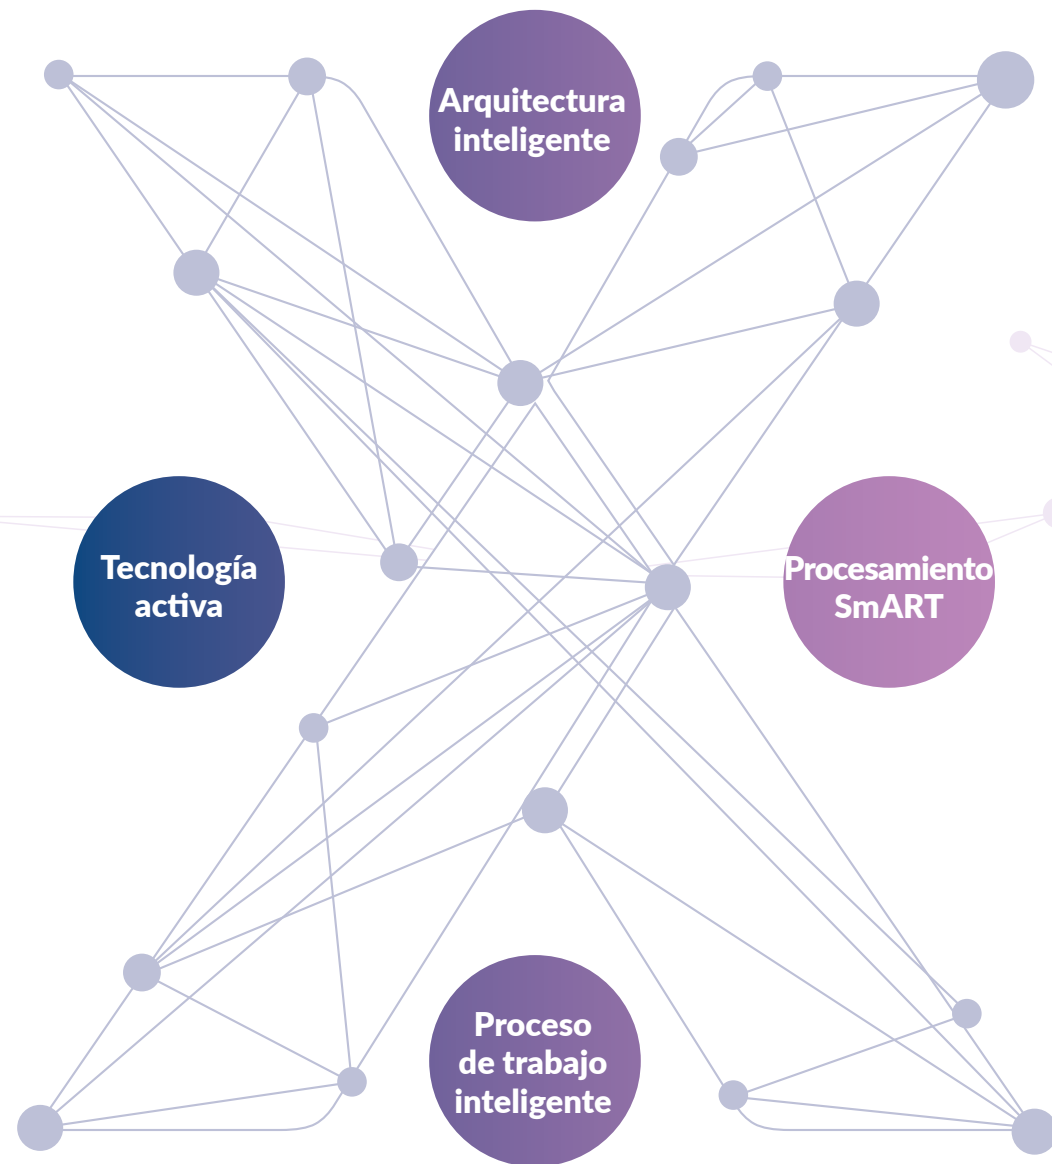 Arquitectura
inteligente
Tecnología
activa
Procesamiento
SmART
Proceso
de trabajo
inteligente